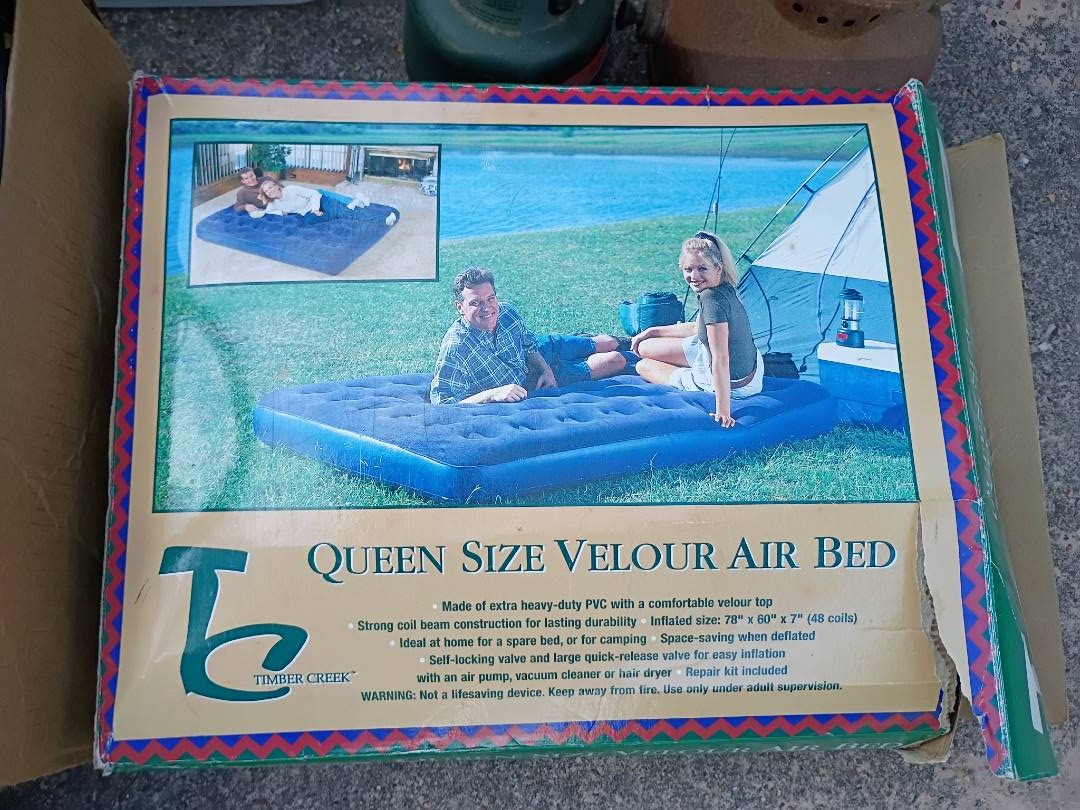 QUEEN SIZE VELOUR AIR BED
• Made of extra heavy-duty PVC with a comfortable velour top
• Strong coil beam construction for lasting durability • Inflated size: 78" x 60" x 7" (48 coils)
• Ideal at home for a spare bed, or for camping • Space-saving when deflated
• Self-locking valve and large quick-release valve for easy inflation
with an air pump, vacuum cleaner or hair dryer • Repair kit included
WARNING: Not a lifesaving device. Keep away from fire. Use only under adult supervision.
TC
TIMBER CREEK™
AIR BED